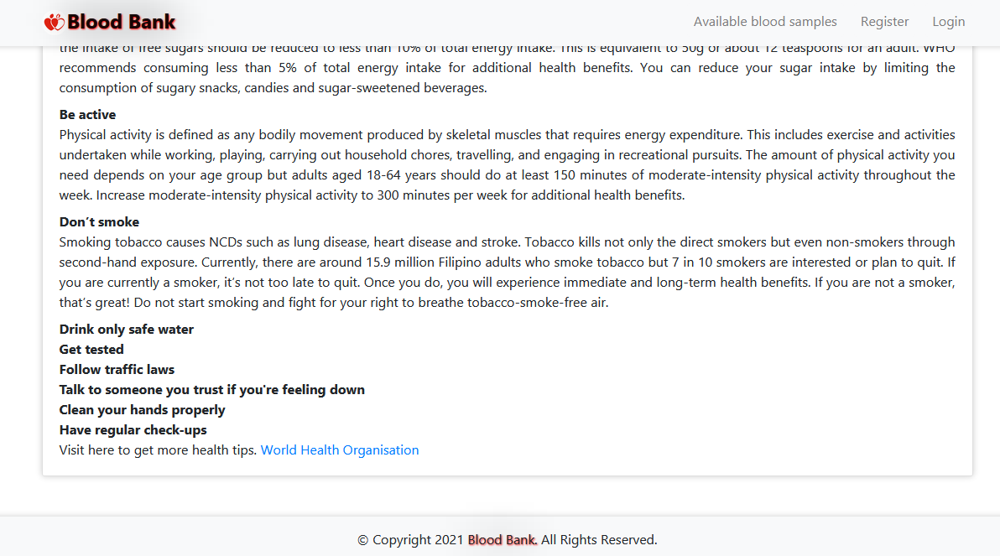 Blood Bank
Available blood samples Register Login
the intake of free sugars should be reduced to less than 10% of total energy intake. This is equivalent to 50g or about 12 teaspoons for an adult. WHO
recommends consuming less than 5% of total energy intake for additional health benefits. You can reduce your sugar intake by limiting the
consumption of sugary snacks, candies and sugar-sweetened beverages.
Be active
Physical activity is defined as any bodily movement produced by skeletal muscles that requires energy expenditure. This includes exercise and activities
undertaken while working, playing, carrying out household chores, travelling, and engaging in recreational pursuits. The amount of physical activity you
need depends on your age group but adults aged 18-64 years should do at least 150 minutes of moderate-intensity physical activity throughout the
week. Increase moderate-intensity physical activity to 300 minutes per week for additional health benefits.
Don’t smoke
Smoking tobacco causes NCDs such as lung disease, heart disease and stroke. Tobacco kills not only the direct smokers but even non-smokers through
second-hand exposure. Currently, there are around 15.9 million Filipino adults who smoke tobacco but 7 in 10 smokers are interested or plan to quit. If
you are currently a smoker, it’s not too late to quit. Once you do, you will experience immediate and long-term health benefits. If you are not a smoker,
that’s great! Do not start smoking and fight for your right to breathe tobacco-smoke-free air.
Drink only safe water
Get tested
Follow traffic laws
Talk to someone you trust if you're feeling down
Clean your hands properly
Have regular check-ups
Visit here to get more health tips. World Health Organisation
© Copyright 2021 Blood Bank. All Rights Reserved.